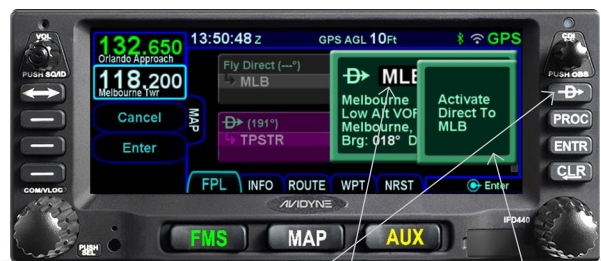 VOL
PUSH SQ/ID
132.650
Orlando Approach
118.200
Melbourne Twr
Cancel
Enter
COM/VLOC
PUSH
SEL
13:50:48 z
GPS AGL 10Ft
GPS
Fly Direct (---°)
MLB
MAP
(191°)
TPSTR
MLB
Melbourne
Low Alt VOR
Melbourne,
Brg: 018°
Activate
Direct To
MLB
FPL INFO ROUTE WPT NRST
Enter
AVIDYNE
FMS MAP AUX
CDI
PUSH OBS
D
PROC
ENTR
CLR
IFD440